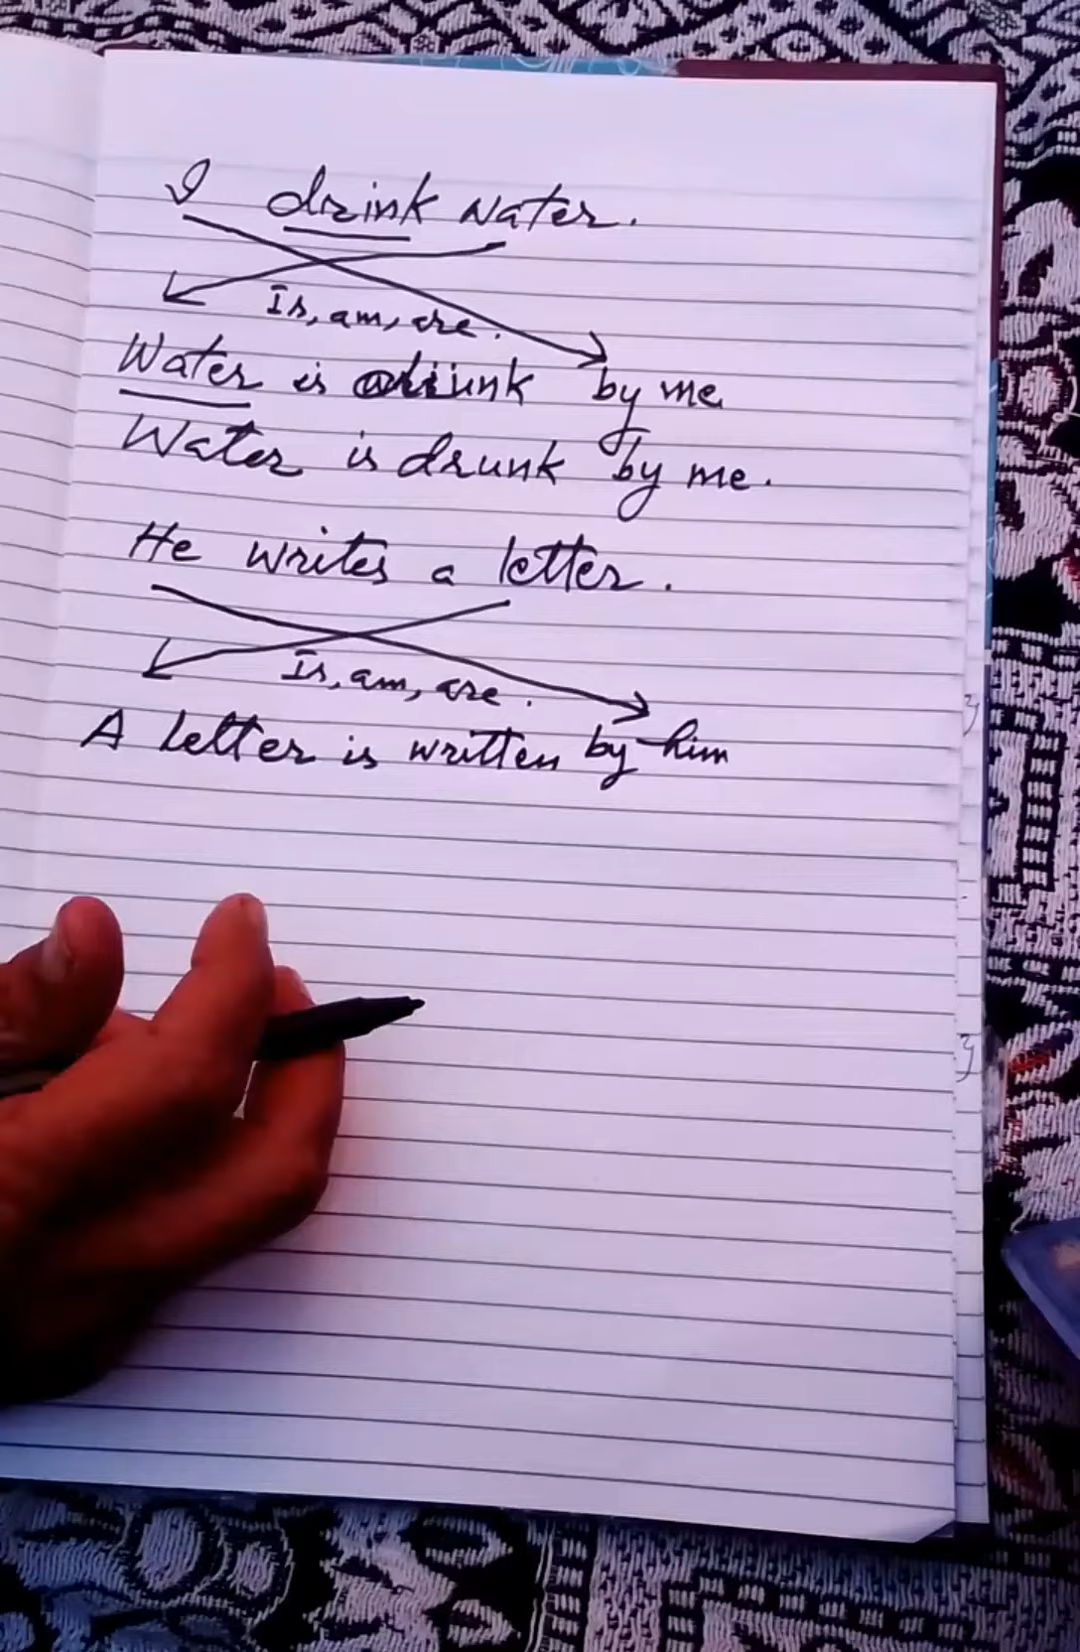 I drink water.
Is, am, are.
Water is drunk by me
Water is drunk by me.
He writes a letter.
Is, am, are.
A letter is written by him